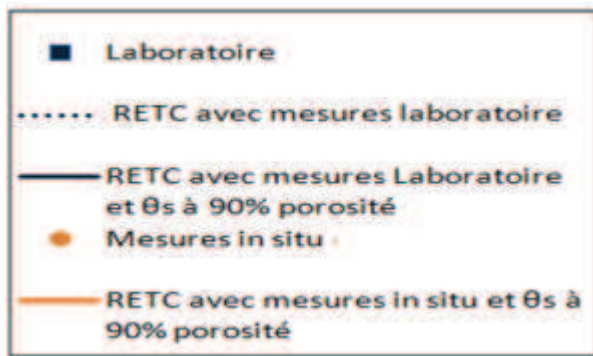 Laboratoire
RETC avec mesures laboratoire
RETC avec mesures Laboratoire
et θs à 90% porosité
Mesures in situ
RETC avec mesures in situ et θs à
90% porosité